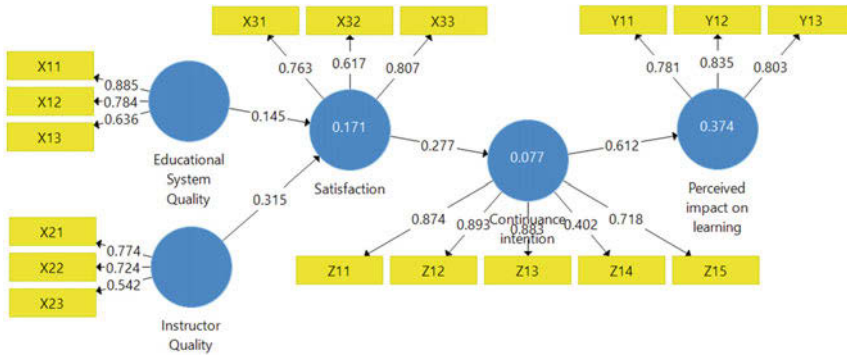 X31 X32 X33
Y11 Y12 Y13
0.763 0.617 0.807
0.781 0.835 0.803
X11
X12
X13
0.885
0.784
0.636
0.145
0.171
0.277
0.077
0.612
0.374
Educational
System
Quality
Satisfaction
Perceived
impact on
learning
0.315
Continuance
intention
0.874 0.893 0.883 0.402 0.718
X21
X22
X23
0.774
0.724
0.542
Z11 Z12 Z13 Z14 Z15
Instructor
Quality